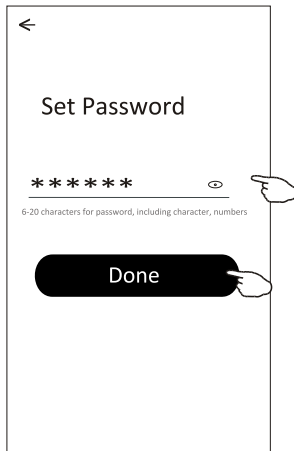 Set Password
******
6-20 characters for password, including character, numbers
Done